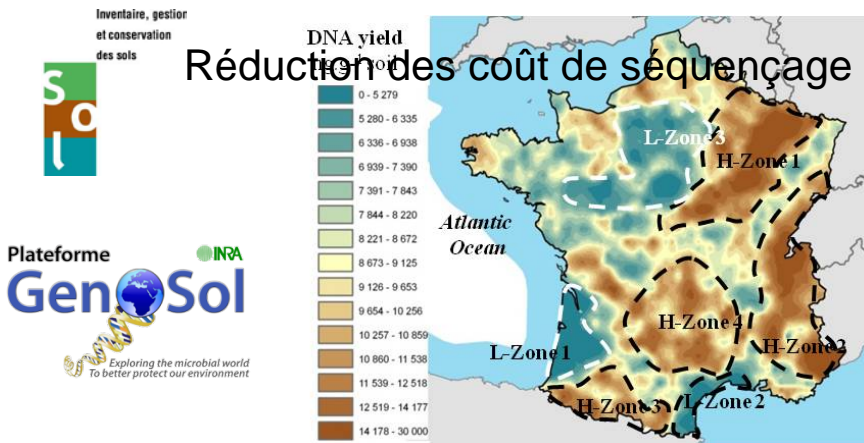 Inventaire, gestion
et conservation
des sols
Sol
Réduction des coût de séquençage
DNA yield
0 - 5 279
5 280 - 6 335
6 336 - 6 938
6 939 - 7 390
7 391 - 7 843
7 844 - 8 220
8 221 - 8 672
8 673 - 9 125
9 126 - 9 653
9 654 - 10 256
10 257 - 10 859
10 860 - 11 538
11 539 - 12 518
12 519 - 14 177
14 178 - 30 000
Plateforme
INRA
GenoSol
Exploring the microbial world
To better protect our environment
Atlantic
Ocean
L-Zone 3
H-Zone 1
H-Zone 4
L-Zone 1
H-Zone 2
H-Zone 3
L-Zone 2